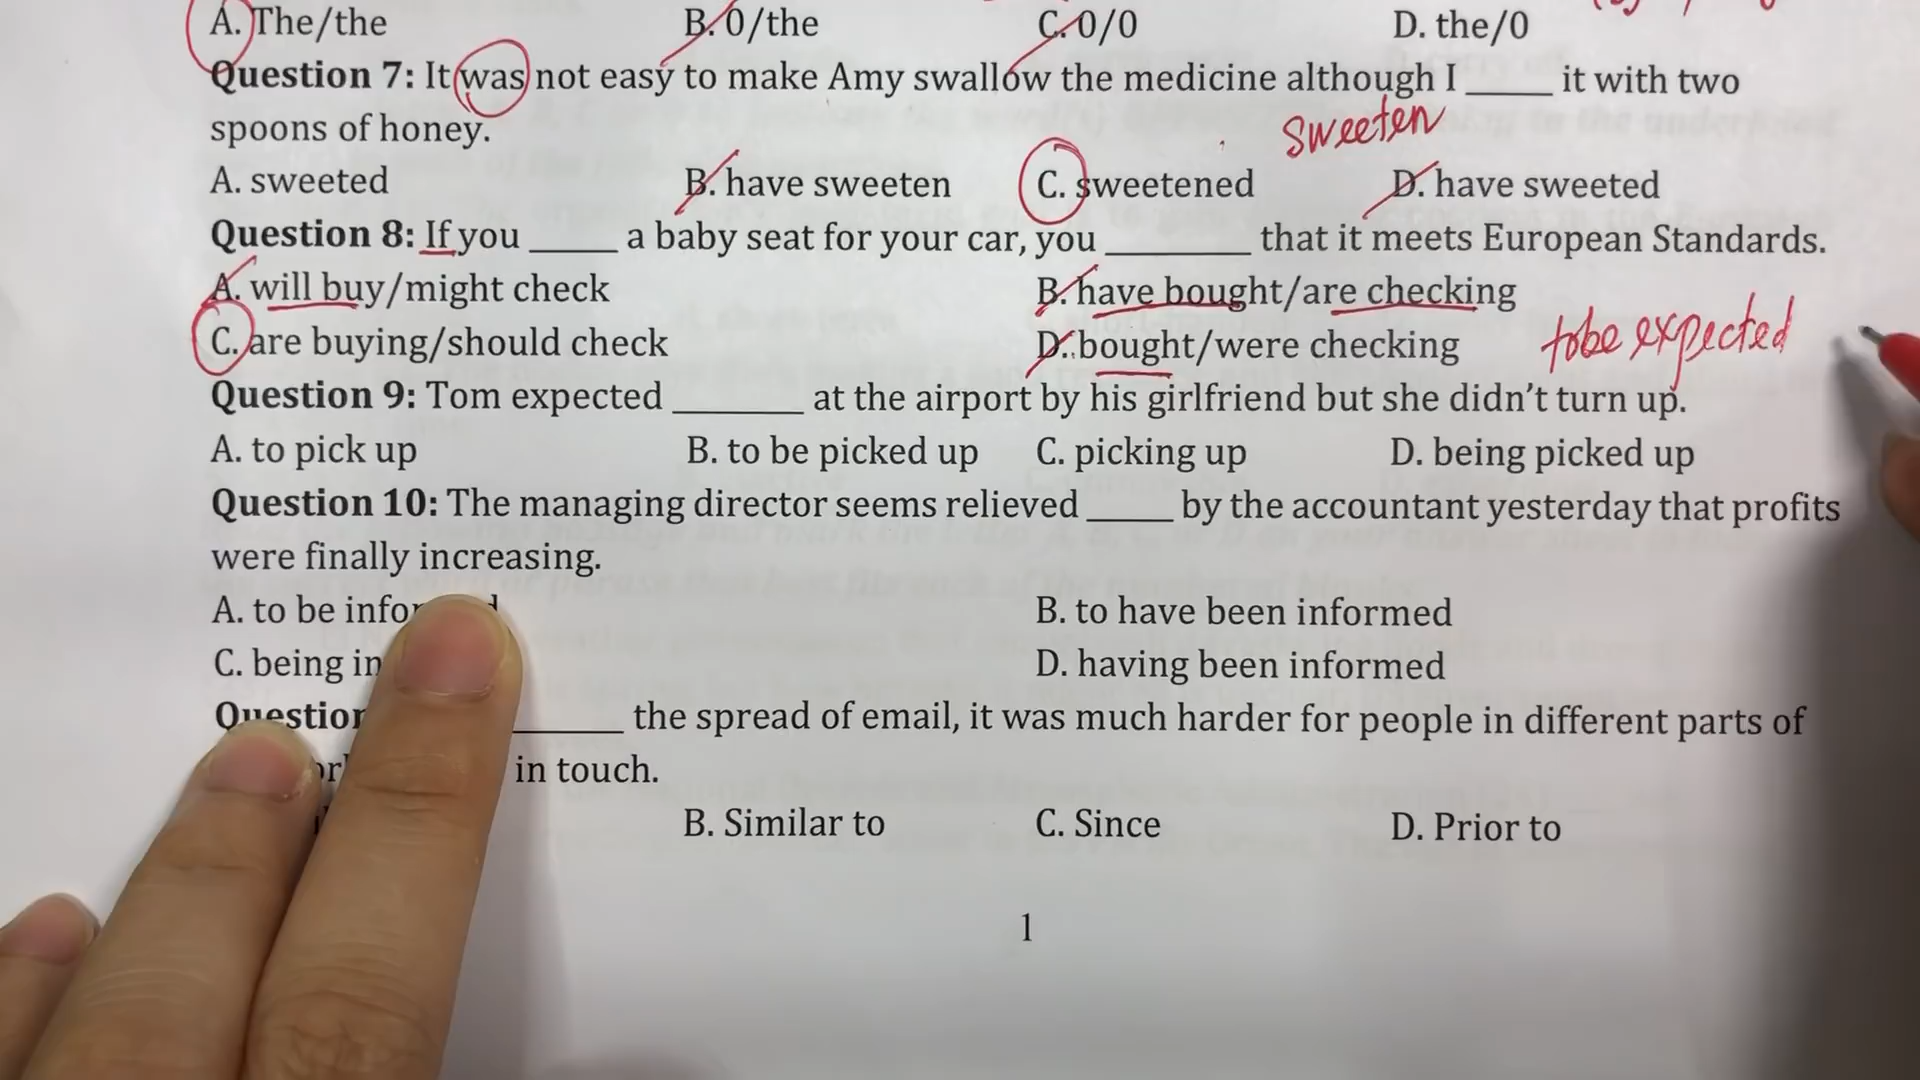 A. The/the B. 0/the C. 0/0 D. the/0
Question 7: It was not easy to make Amy swallow the medicine although I _____ it with two
spoons of honey.
sweeten
A. sweeted B. have sweeten C. sweetened D. have sweeted
Question 8: If you _____ a baby seat for your car, you ________ that it meets European Standards.
A. will buy/might check B. have bought/are checking
C. are buying/should check D. bought/were checking
to be expected
Question 9: Tom expected _______ at the airport by his girlfriend but she didn't turn up.
A. to pick up B. to be picked up C. picking up D. being picked up
Question 10: The managing director seems relieved _____ by the accountant yesterday that profits
were finally increasing.
A. to be B. to have been informed
C. being D. having been informed
______ the spread of email, it was much harder for people in different parts of
in touch.
B. Similar to C. Since D. Prior to
1